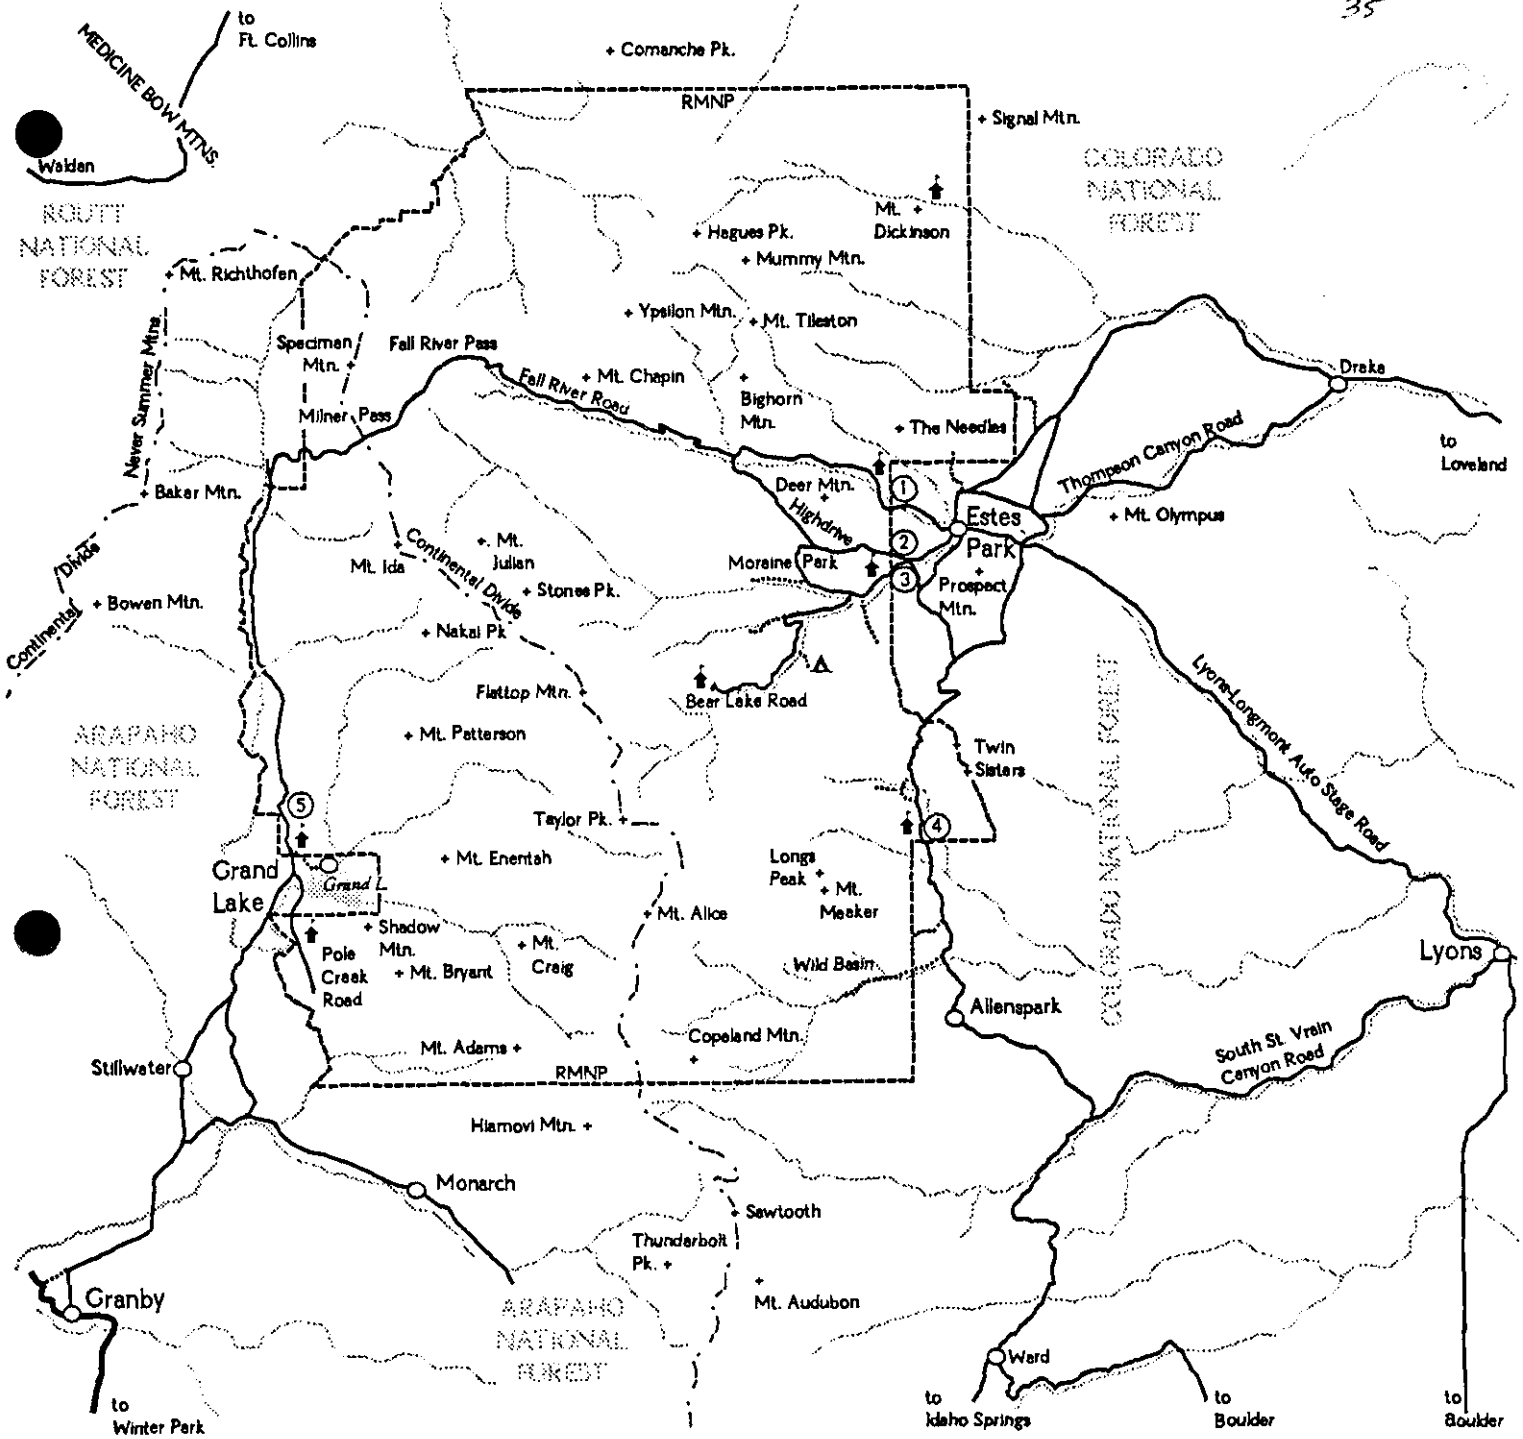 35
to
Ft. Collins
MEDICINE BOW MTNS.
Comanche Pk.
RMNP
Signal Mtn.
Walden
COLORADO
NATIONAL
FOREST
ROUTT
NATIONAL
FOREST
Mt.
Dickinson
Hagues Pk.
Mummy Mtn.
Mt. Richthofen
Ypsilon Mtn.
Mt. Tileston
Never Summer Mtns.
Specimen
Mtn.
Fall River Pass
Fall River Road
Mt. Chapin
Bighorn
Mtn.
Drake
Milner Pass
The Needles
Thompson Canyon Road
to
Loveland
Baker Mtn.
Deer Mtn.
1
Highdrive
Estes
Park
Mt. Olympus
2
Mt. Ida
Mt.
Julian
Continental Divide
Moraine Park
3
Prospect
Mtn.
Continental Divide
Bowen Mtn.
Stones Pk.
Nakai Pk
Flattop Mtn.
Bear Lake Road
Lyons-Longmont Auto Stage Road
COLORADO NATIONAL FOREST
ARAPAHO
NATIONAL
FOREST
Mt. Patterson
Twin
Sisters
5
Taylor Pk.
4
Grand
Lake
Grand L
Mt. Enentah
Longs
Peak
Mt.
Meeker
Shadow
Mtn.
Mt. Alice
Mt.
Craig
Pole
Creek
Road
Mt. Bryant
Wild Basin
Lyons
Allenspark
Stillwater
Mt. Adams
Copeland Mtn.
South St. Vrain
Canyon Road
RMNP
Hiamovi Mtn.
Monarch
Sawtooth
Thunderbolt
Pk.
Granby
ARAPAHO
NATIONAL
FOREST
Mt. Audubon
Ward
to
Winter Park
to
Idaho Springs
to
Boulder
to
Boulder